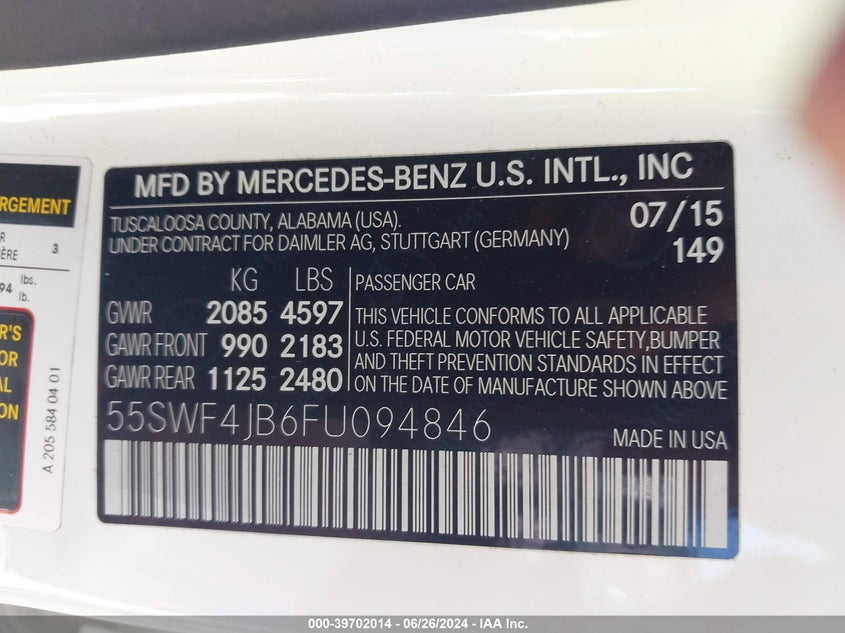 RGEMENT
R
ÈRE 3
94 lbs.
lb.
R'S
OR
AL
ON
A 205 584 04 01
MFD BY MERCEDES-BENZ U.S. INTL., INC
TUSCALOOSA COUNTY, ALABAMA (USA). 07/15
UNDER CONTRACT FOR DAIMLER AG, STUTTGART (GERMANY) 149
KG LBS PASSENGER CAR
GVWR 2085 4597
GAWR FRONT 990 2183
GAWR REAR 1125 2480
THIS VEHICLE CONFORMS TO ALL APPLICABLE
U.S. FEDERAL MOTOR VEHICLE SAFETY,BUMPER
AND THEFT PREVENTION STANDARDS IN EFFECT
ON THE DATE OF MANUFACTURE SHOWN ABOVE
55SWF4JB6FU094846
MADE IN USA
000-39702014 - 06/26/2024 - IAA Inc.